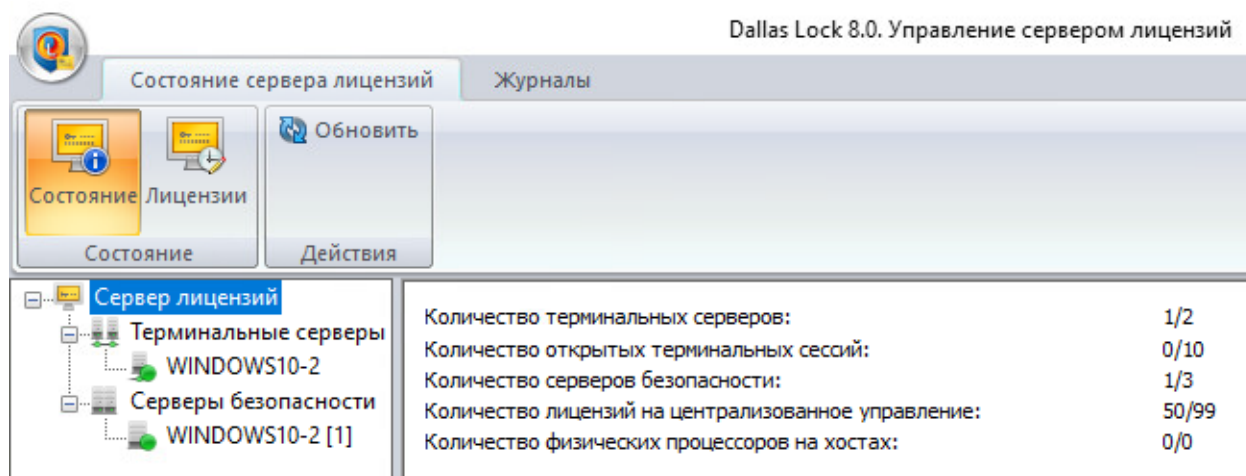 Dallas Lock 8.0. Управление сервером лицензий
Состояние сервера лицензий Журналы
Обновить
Состояние Лицензии
Состояние Действия
Сервер лицензий
Терминальные серверы
WINDOWS10-2
Серверы безопасности
WINDOWS10-2 [1]
Количество терминальных серверов: 1/2
Количество открытых терминальных сессий: 0/10
Количество серверов безопасности: 1/3
Количество лицензий на централизованное управление: 50/99
Количество физических процессоров на хостах: 0/0